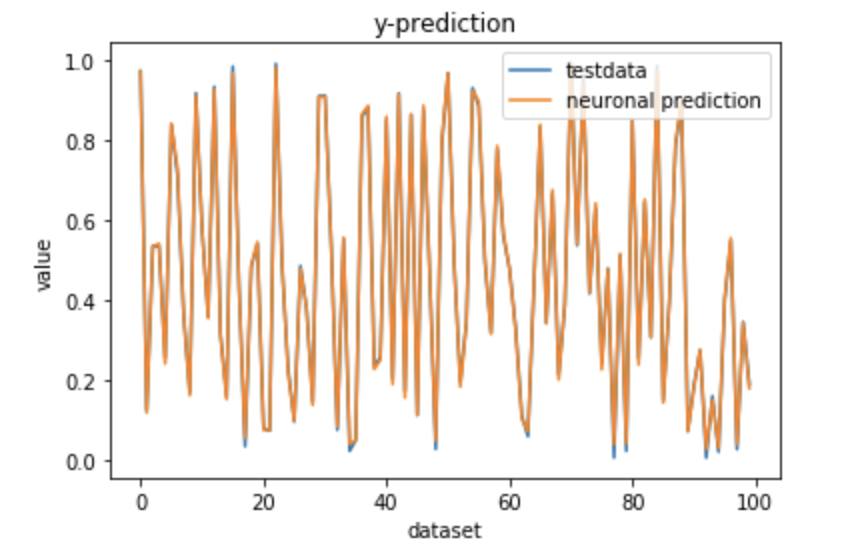 y-prediction
testdata
neuronal prediction
1.0
0.8
0.6
0.4
0.2
0.0
value
0 20 40 60 80 100
dataset